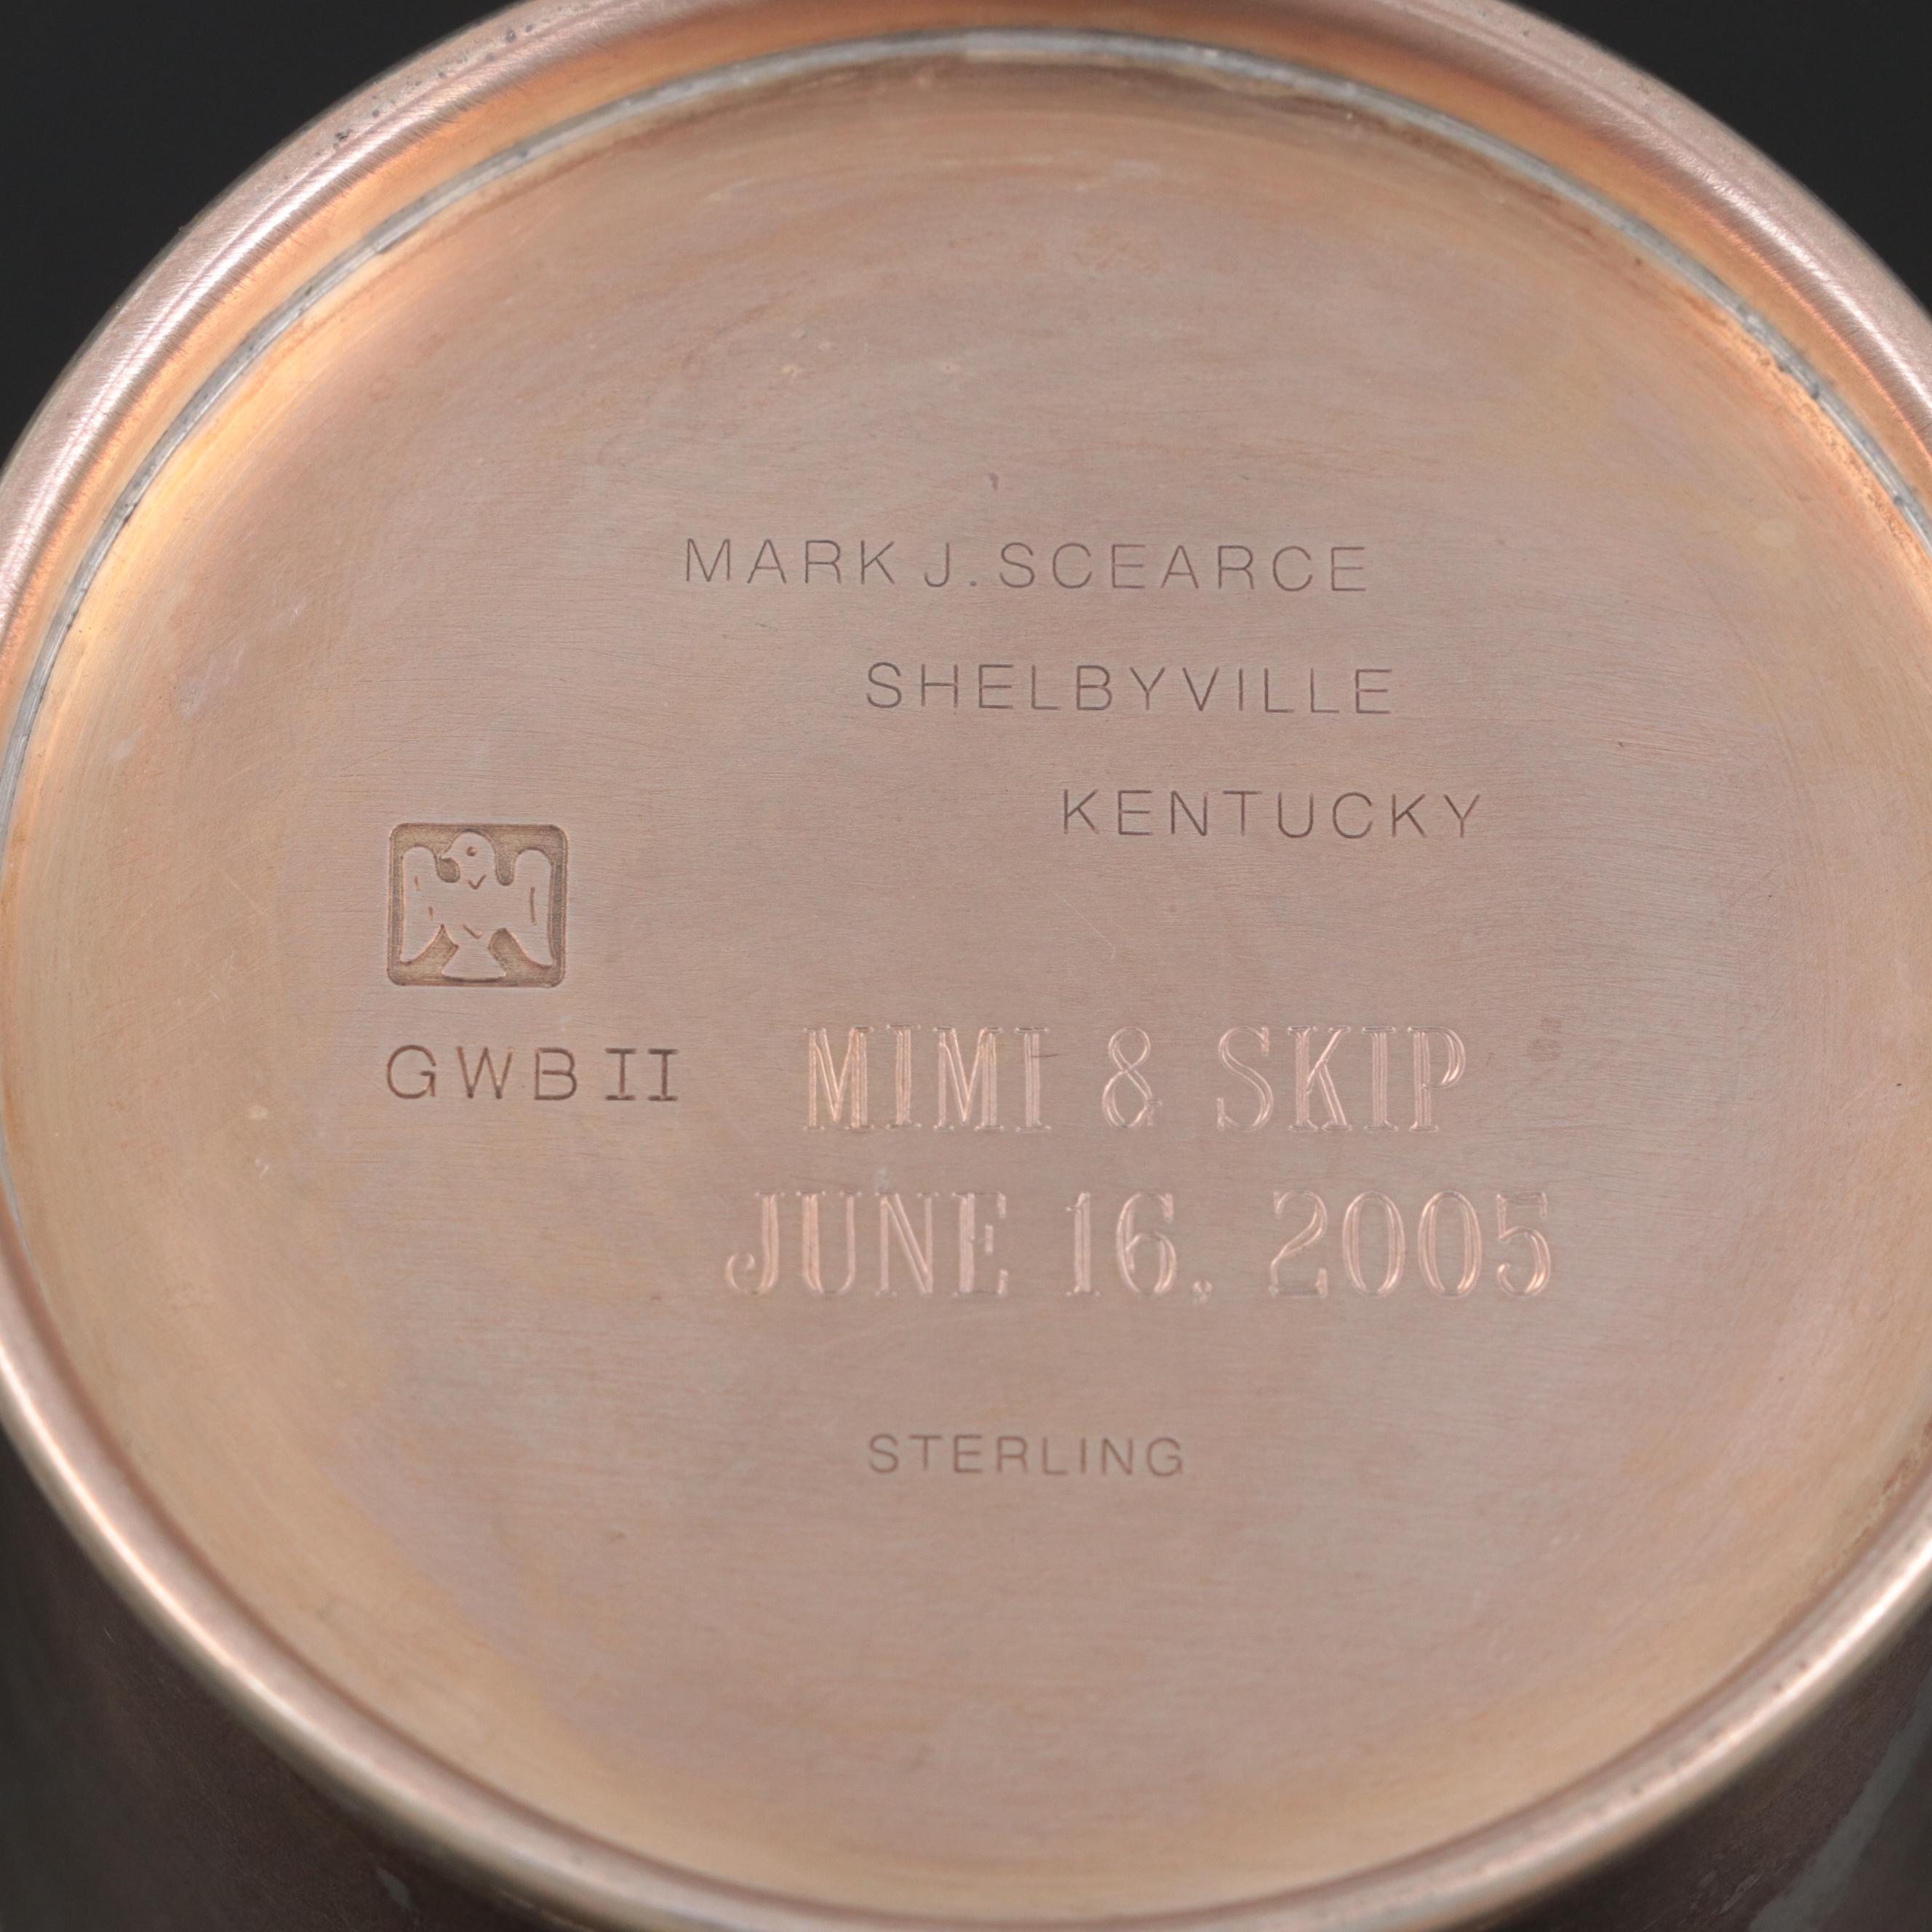 MARK J. SCEARCE
SHELBYVILLE
KENTUCKY
GWB II
MIMI & SKIP
JUNE 16, 2005
STERLING